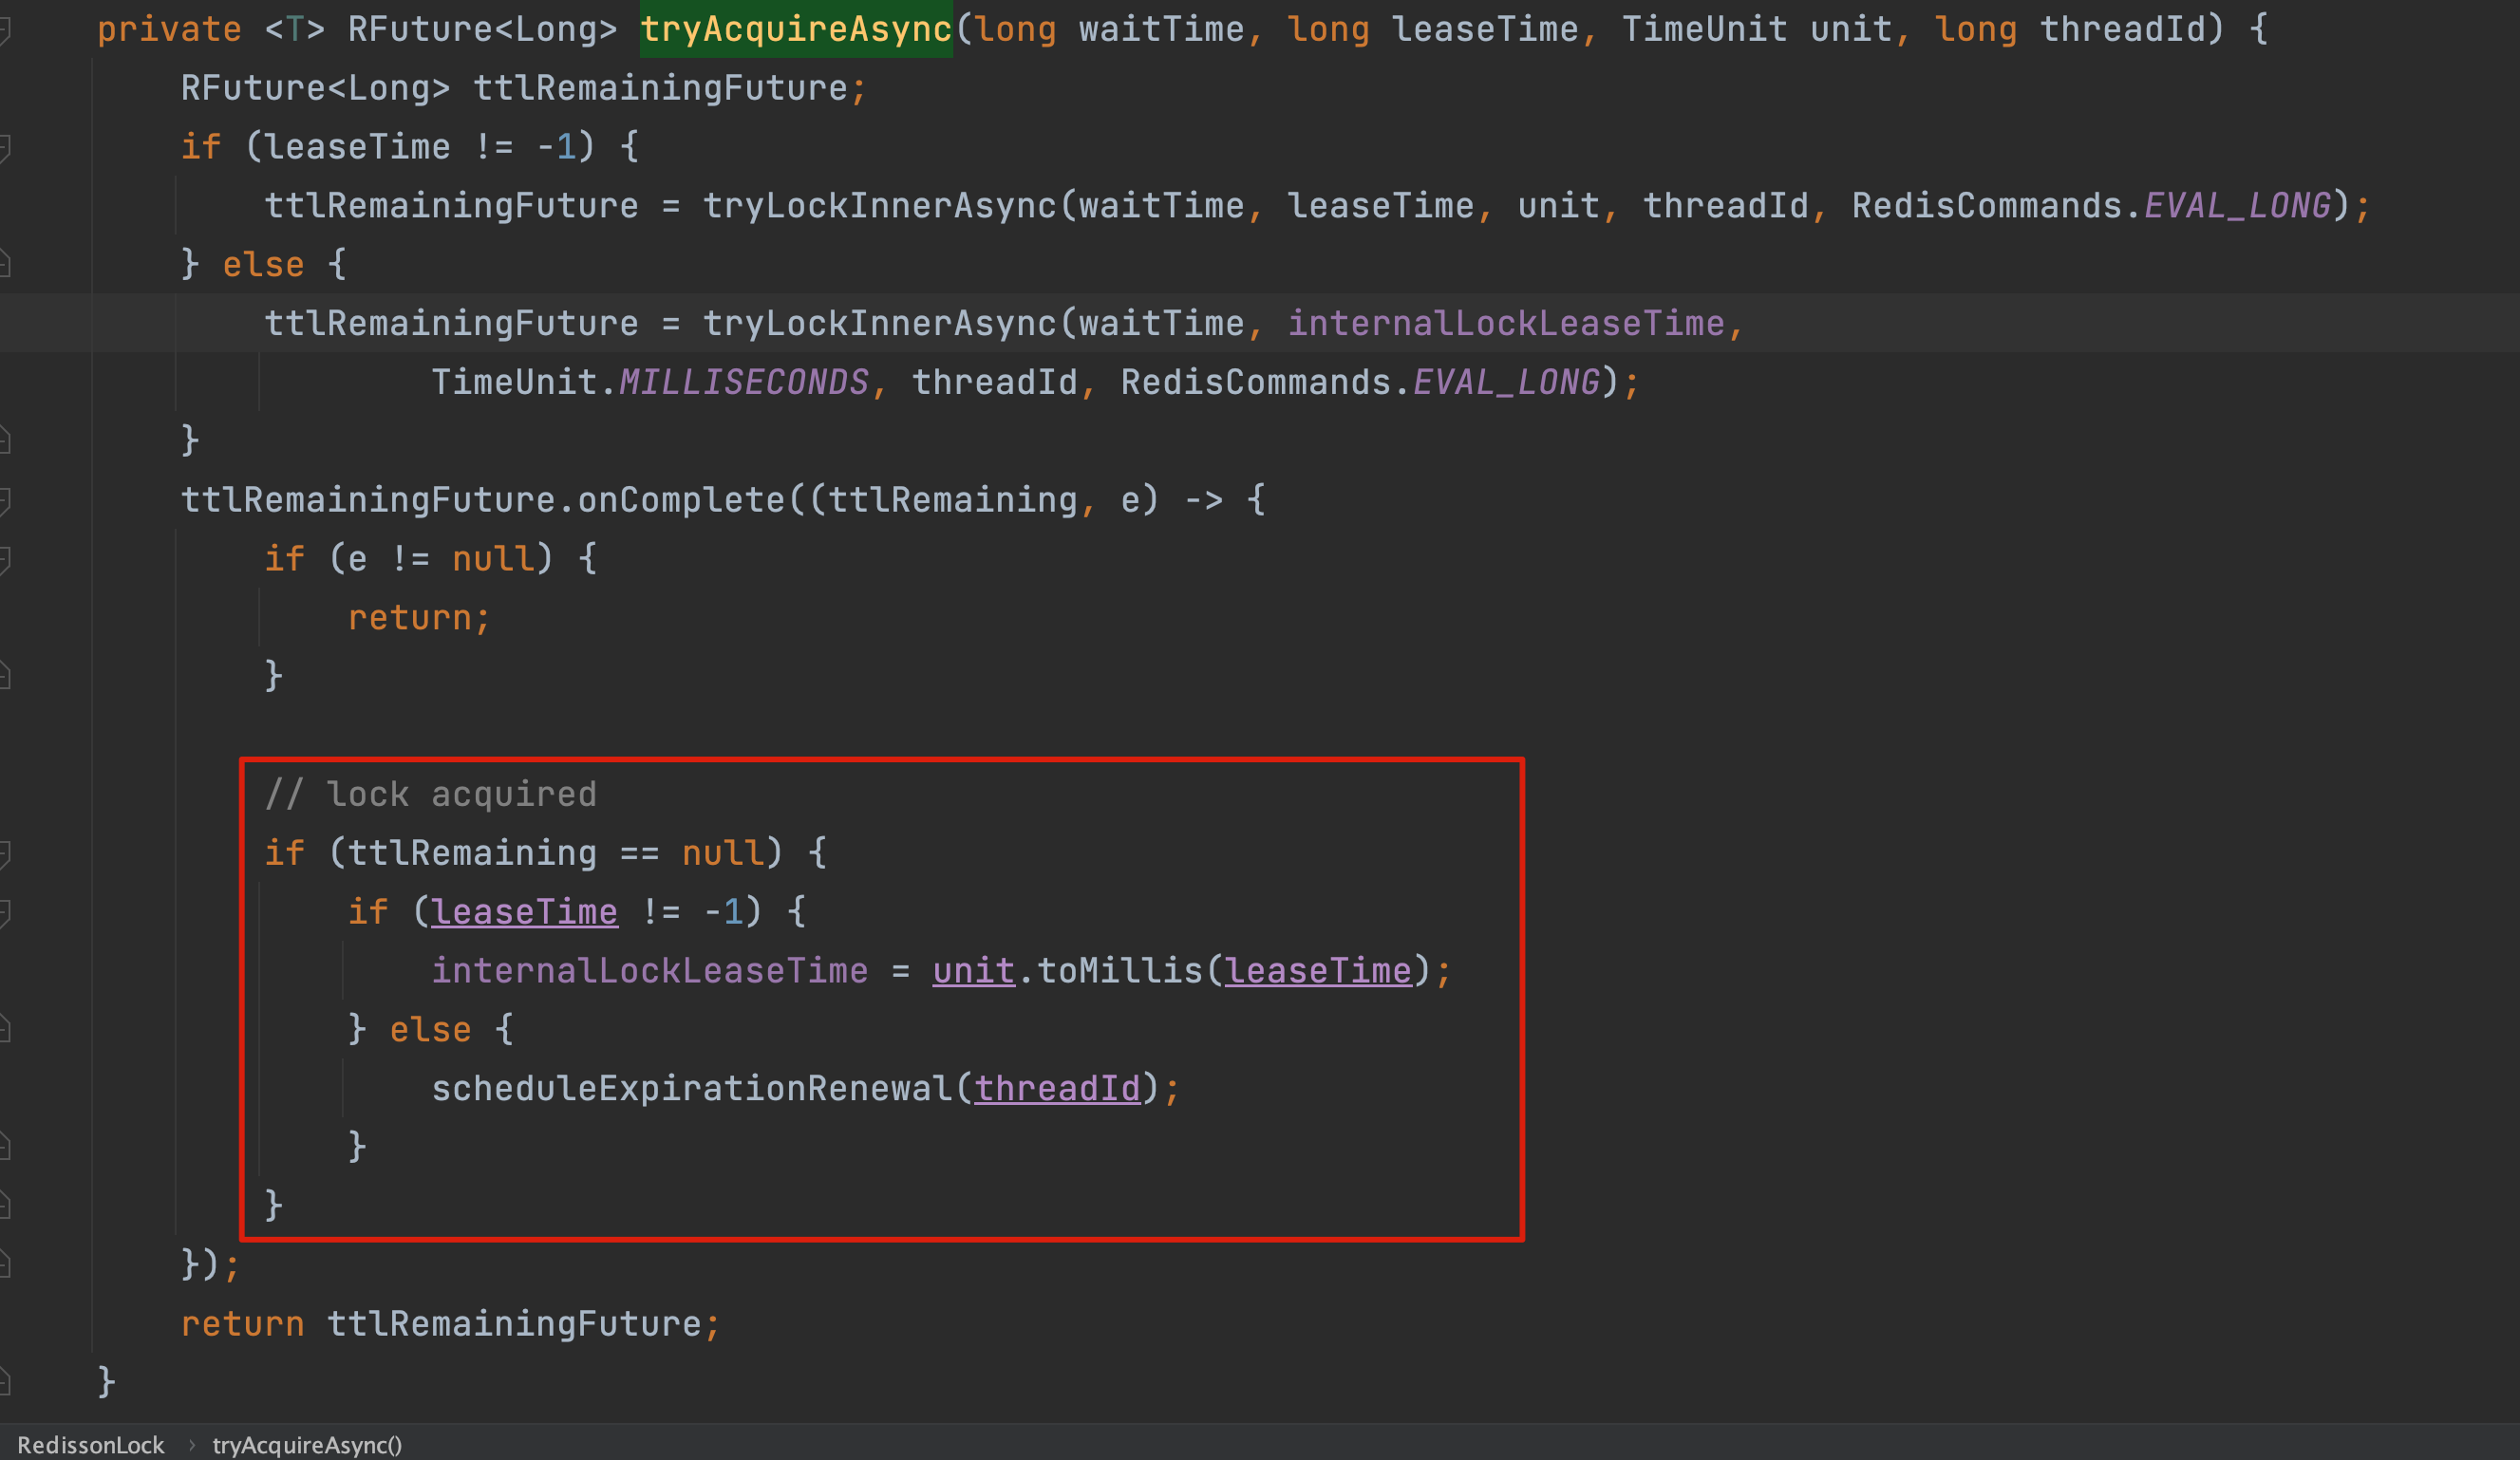 private <T> RFuture<Long> tryAcquireAsync(long waitTime, long leaseTime, TimeUnit unit, long threadId) {
    RFuture<Long> ttlRemainingFuture;
    if (leaseTime != -1) {
        ttlRemainingFuture = tryLockInnerAsync(waitTime, leaseTime, unit, threadId, RedisCommands.EVAL_LONG);
    } else {
        ttlRemainingFuture = tryLockInnerAsync(waitTime, internalLockLeaseTime,
                TimeUnit.MILLISECONDS, threadId, RedisCommands.EVAL_LONG);
    }
    ttlRemainingFuture.onComplete((ttlRemaining, e) -> {
        if (e != null) {
            return;
        }
        // lock acquired
        if (ttlRemaining == null) {
            if (leaseTime != -1) {
                internalLockLeaseTime = unit.toMillis(leaseTime);
            } else {
                scheduleExpirationRenewal(threadId);
            }
        }
    });
    return ttlRemainingFuture;
}
RedissonLock › tryAcquireAsync()